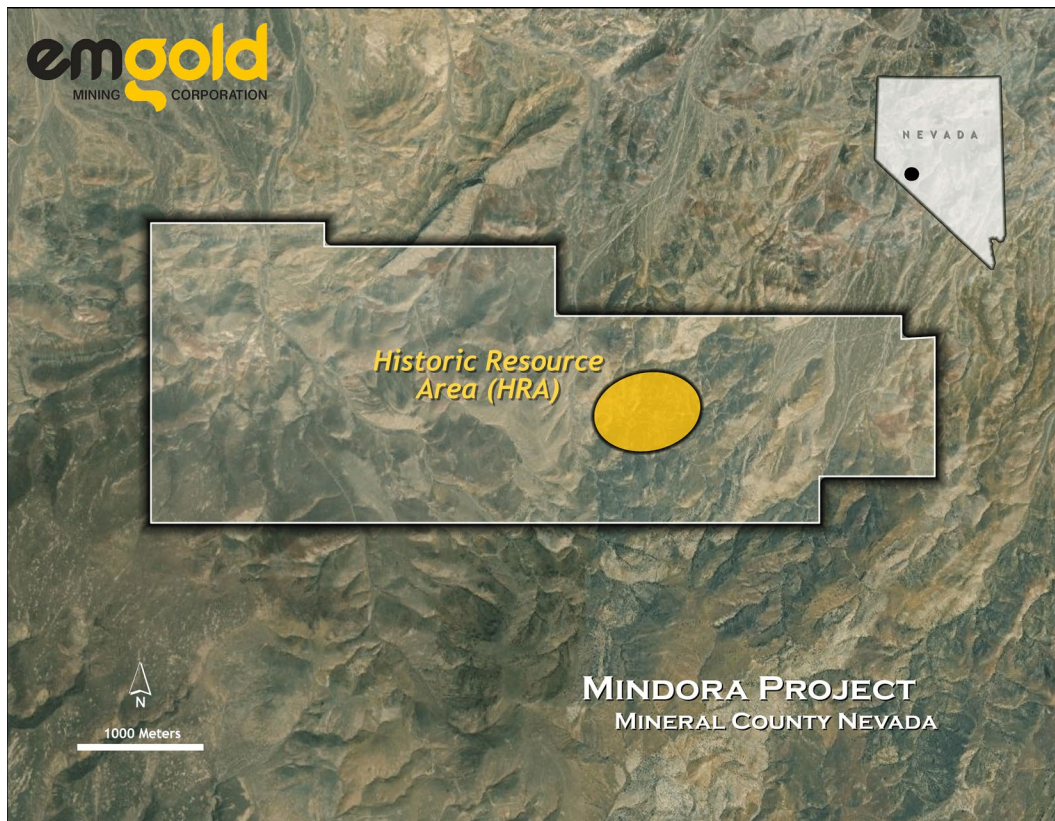 emgold
MINING CORPORATION
NEVADA
Historic Resource
Area (HRA)
N
1000 Meters
MINDORA PROJECT
MINERAL COUNTY NEVADA